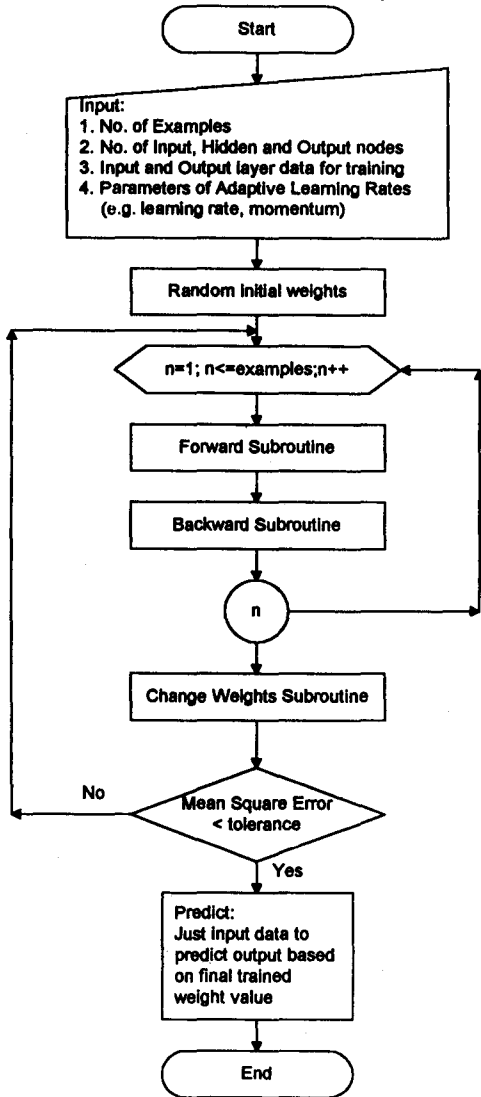 Start
Input:
1. No. of Examples
2. No. of Input, Hidden and Output nodes
3. Input and Output layer data for training
4. Parameters of Adaptive Learning Rates
(e.g. learning rate, momentum)
Random initial weights
n=1; n<=examples;n++
Forward Subroutine
Backward Subroutine
n
Change Weights Subroutine
Mean Square Error
< tolerance
No
Yes
Predict:
Just input data to
predict output based
on final trained
weight value
End